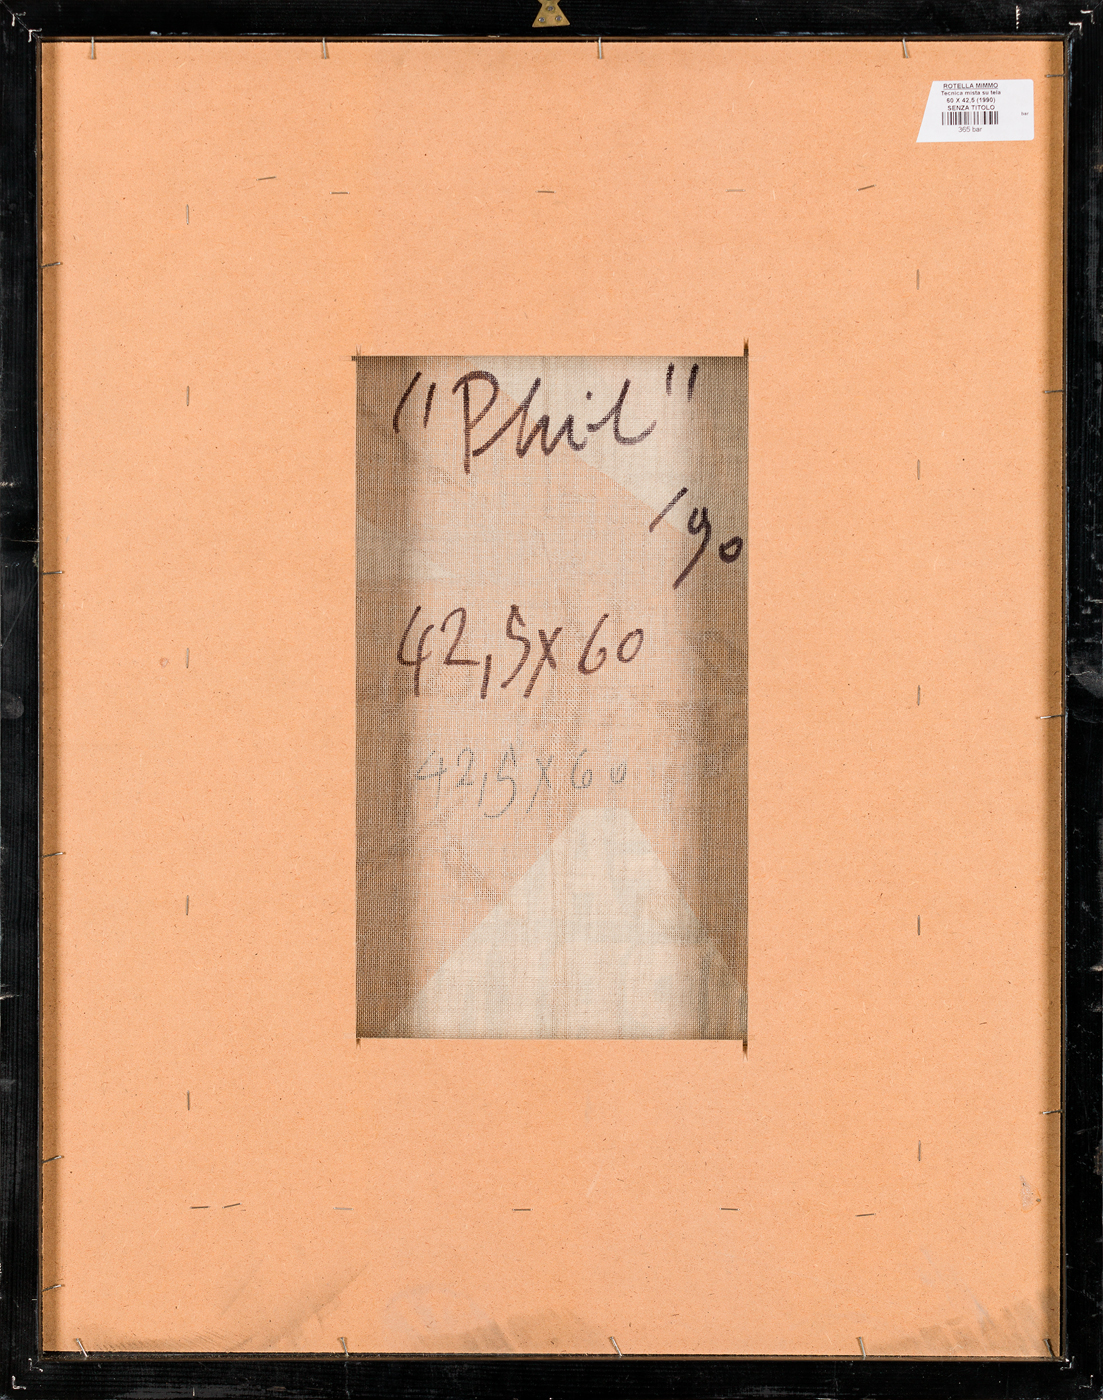 ROTELLA MIMMO
Tecnica mista su tela
60 X 42,5 (1990)
SENZA TITOLO
bar
365 bar
"Phil"
'90
42,5x60
42,5x60